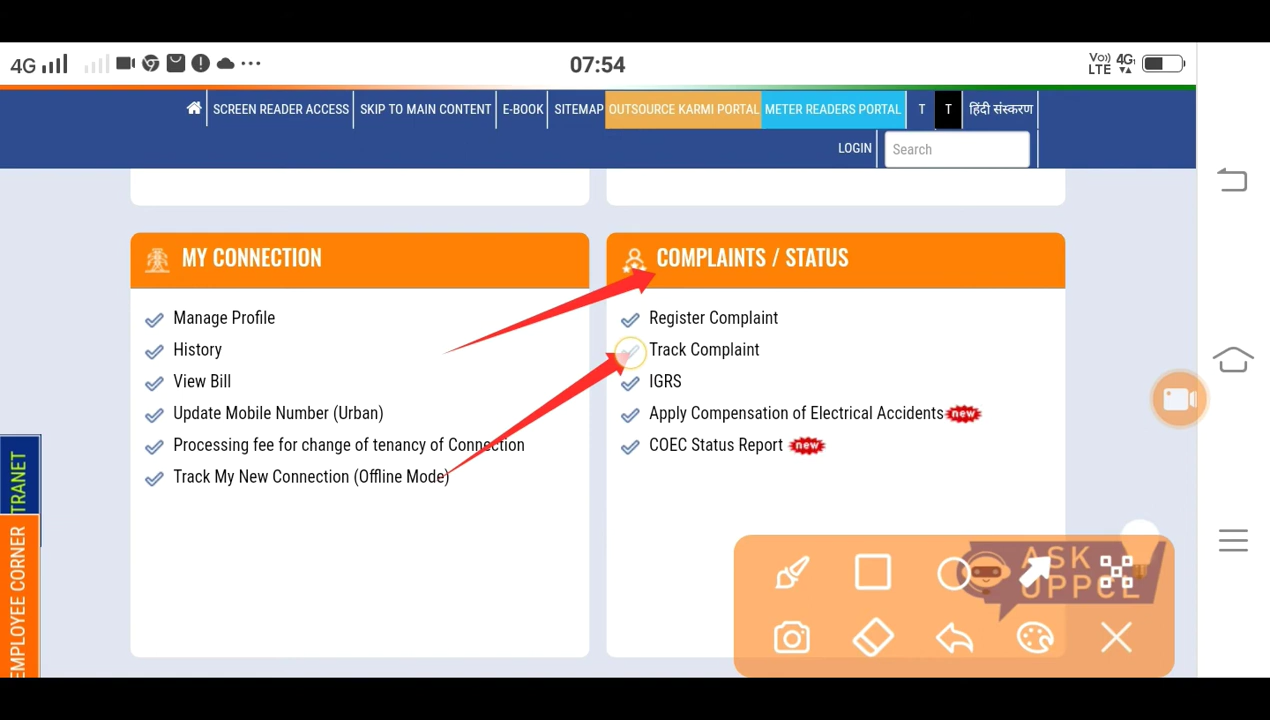 4G 07:54 Vo)) LTE 4G
SCREEN READER ACCESS SKIP TO MAIN CONTENT E-BOOK SITEMAP OUTSOURCE KARMI PORTAL METER READERS PORTAL T T हिंदी संस्करण
LOGIN Search
MY CONNECTION
Manage Profile
History
View Bill
Update Mobile Number (Urban)
Processing fee for change of tenancy of Connection
Track My New Connection (Offline Mode)
COMPLAINTS / STATUS
Register Complaint
Track Complaint
IGRS
Apply Compensation of Electrical Accidents new
COEC Status Report new
TRANET
EMPLOYEE CORNER
ASK
UPPCL